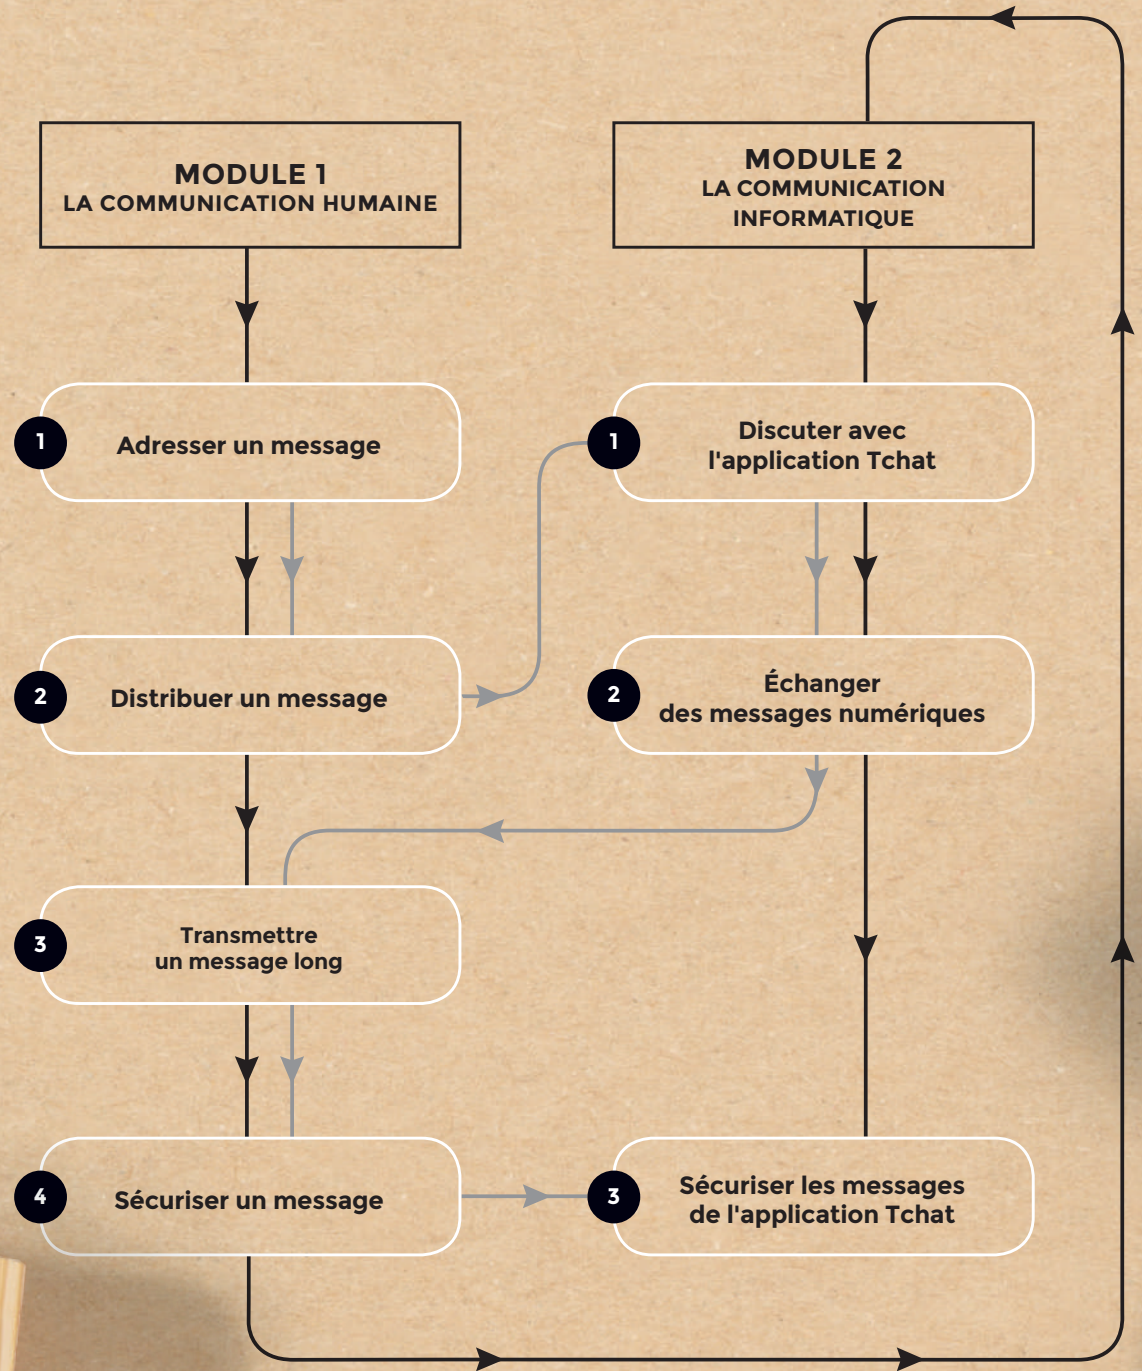 MODULE 1
LA COMMUNICATION HUMAINE
MODULE 2
LA COMMUNICATION
INFORMATIQUE
1
Adresser un message
1
Discuter avec
l'application Tchat
2
Distribuer un message
2
Échanger
des messages numériques
3
Transmettre
un message long
4
Sécuriser un message
3
Sécuriser les messages
de l'application Tchat